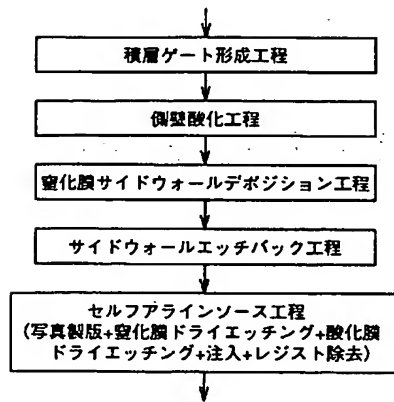 積層ゲート形成工程
側壁酸化工程
窒化膜サイドウォールデポジション工程
サイドウォールエッチバック工程
セルフアラインソース工程
(写真製版+窒化膜ドライエッチング+酸化膜
ドライエッチング+注入+レジスト除去)